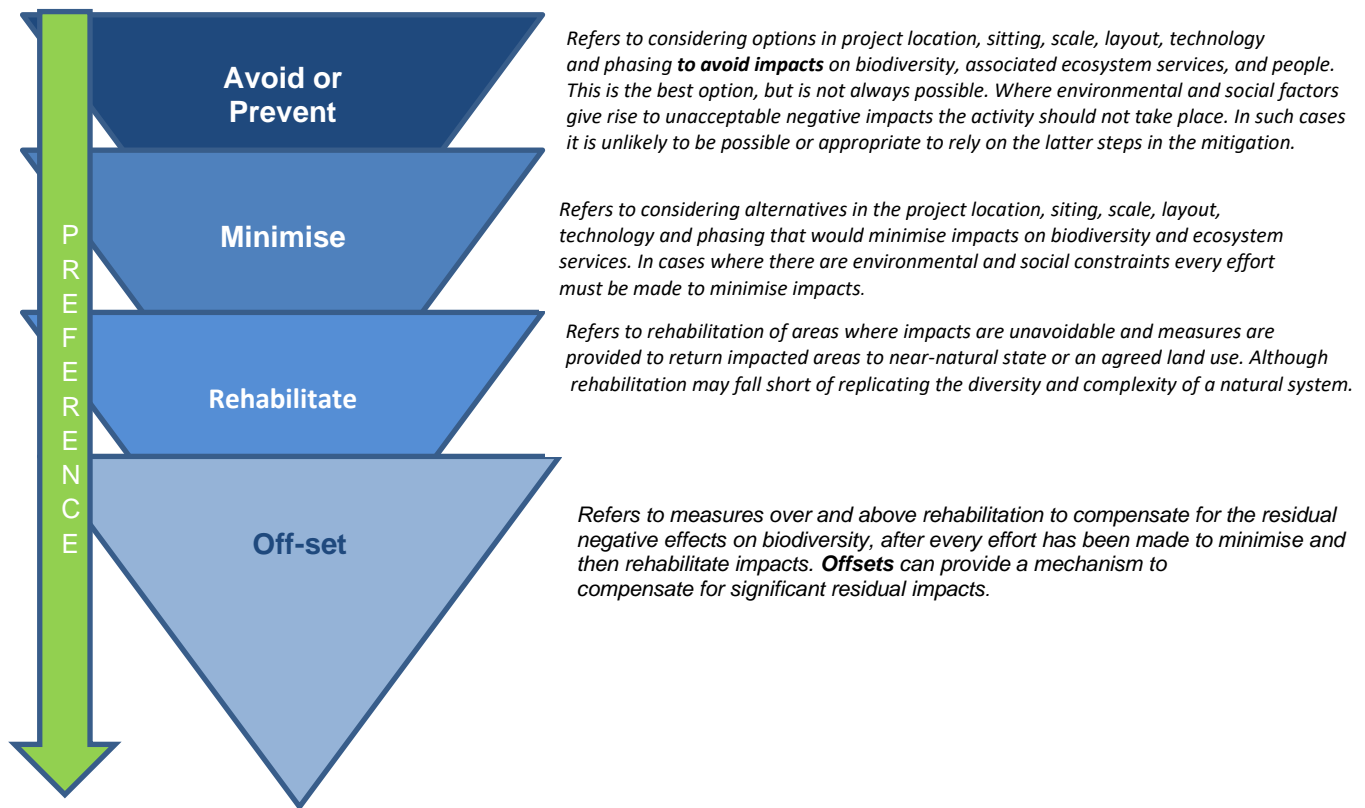 Avoid or
Prevent
Refers to considering options in project location, sitting, scale, layout, technology
and phasing to avoid impacts on biodiversity, associated ecosystem services, and people.
This is the best option, but is not always possible. Where environmental and social factors
give rise to unacceptable negative impacts the activity should not take place. In such cases
it is unlikely to be possible or appropriate to rely on the latter steps in the mitigation.
Minimise
Refers to considering alternatives in the project location, siting, scale, layout,
technology and phasing that would minimise impacts on biodiversity and ecosystem
services. In cases where there are environmental and social constraints every effort
must be made to minimise impacts.
Rehabilitate
Refers to rehabilitation of areas where impacts are unavoidable and measures are
provided to return impacted areas to near-natural state or an agreed land use. Although
rehabilitation may fall short of replicating the diversity and complexity of a natural system.
Off-set
Refers to measures over and above rehabilitation to compensate for the residual
negative effects on biodiversity, after every effort has been made to minimise and
then rehabilitate impacts. Offsets can provide a mechanism to
compensate for significant residual impacts.
PREFERENCE